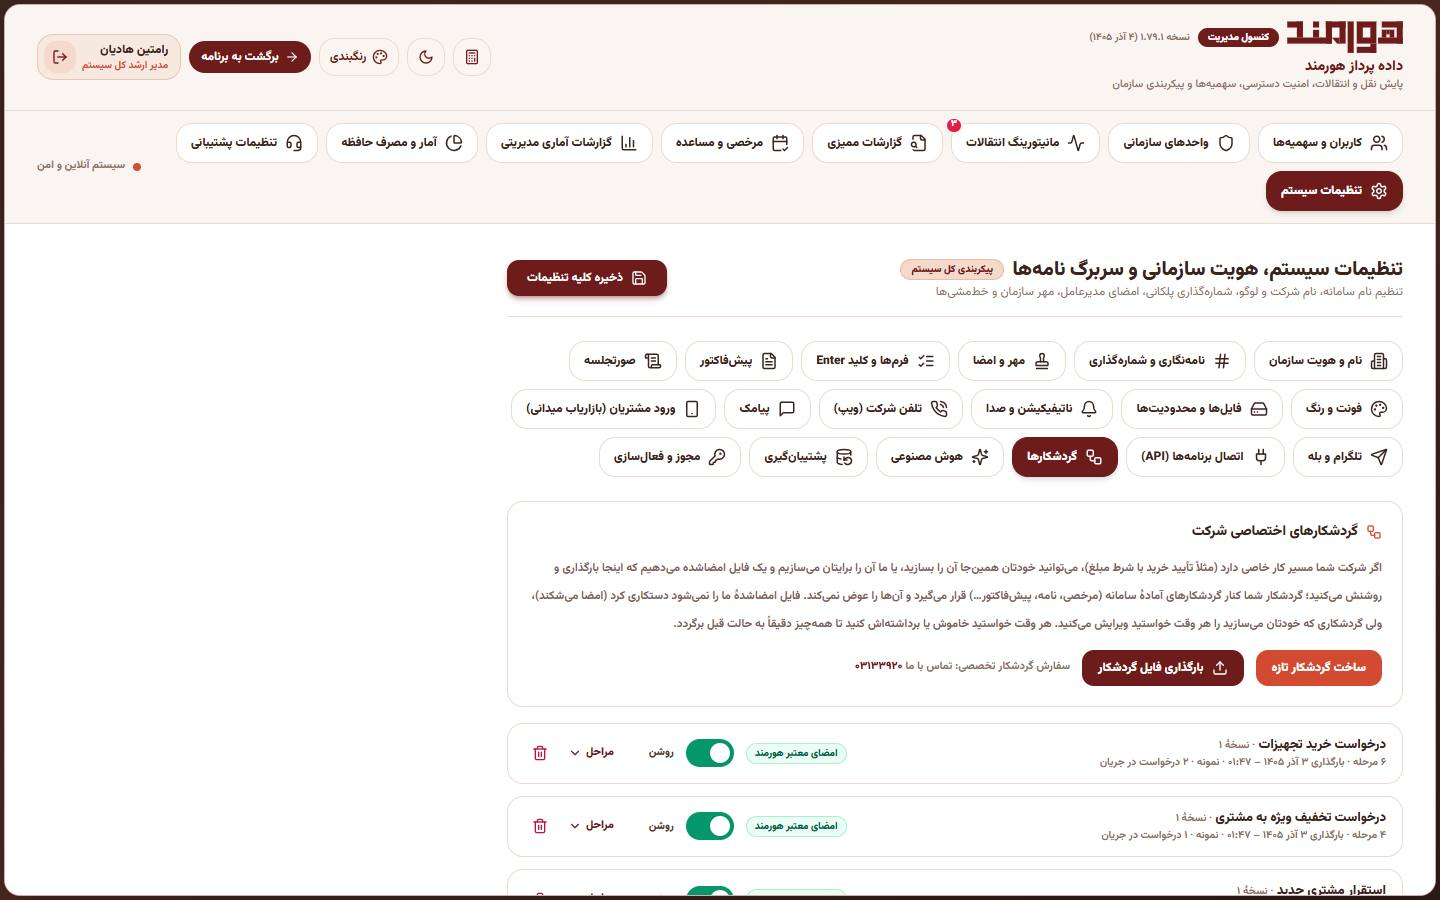 هورمند
کنسول مدیریت
نسخه ۱.۷۹.۱ (۴ آذر ۱۴۰۵)
داده پرداز هورمند
پایش نقل و انتقالات، امنیت دسترسی، سهمیه‌ها و پیکربندی سازمان
رنگبندی
برگشت به برنامه
رامتین هادیان
مدیر ارشد کل سیستم
کاربران و سهمیه‌ها
واحدهای سازمانی
مانیتورینگ انتقالات
۳
گزارشات ممیزی
مرخصی و مساعده
گزارشات آماری مدیریتی
آمار و مصرف حافظه
تنظیمات پشتیبانی
سیستم آنلاین و امن
تنظیمات سیستم
تنظیمات سیستم، هویت سازمانی و سربرگ نامه‌ها
پیکربندی کل سیستم
تنظیم نام سامانه، نام شرکت و لوگو، شماره‌گذاری پلکانی، امضای مدیرعامل، مهر سازمان و خط‌مشی‌ها
ذخیره کلیه تنظیمات
نام و هویت سازمان
نامه‌نگاری و شماره‌گذاری
مهر و امضا
فرم‌ها و کلید Enter
پیش‌فاکتور
صورتجلسه
فونت و رنگ
فایل‌ها و محدودیت‌ها
ناتیفیکیشن و صدا
تلفن شرکت (ویپ)
پیامک
ورود مشتریان (بازاریاب میدانی)
تلگرام و بله
اتصال برنامه‌ها (API)
گردشکارها
هوش مصنوعی
پشتیبان‌گیری
مجوز و فعال‌سازی
گردشکارهای اختصاصی شرکت
اگر شرکت شما مسیر کار خاصی دارد (مثلاً تأیید خرید با شرط مبلغ)، می‌توانید خودتان همین‌جا آن را بسازید، یا ما آن را برایتان می‌سازیم و یک فایل امضاشده می‌دهیم که اینجا بارگذاری و
روشنش می‌کنید؛ گردشکار شما کنار گردشکارهای آمادهٔ سامانه (مرخصی، نامه، پیش‌فاکتور…) قرار می‌گیرد و آن‌ها را عوض نمی‌کند. فایل امضاشدهٔ ما را نمی‌شود دستکاری کرد (امضا می‌شکند)،
ولی گردشکاری که خودتان می‌سازید را هر وقت خواستید ویرایش می‌کنید. هر وقت خواستید خاموش یا برداشته‌اش کنید تا همه‌چیز دقیقاً به حالت قبل برگردد.
ساخت گردشکار تازه
بارگذاری فایل گردشکار
سفارش گردشکار تخصصی: تماس با ما ۰۳۱۳۳۹۲۰
درخواست خرید تجهیزات · نسخهٔ ۱
۶ مرحله · بارگذاری ۳ آذر ۱۴۰۵ – ۰۱:۴۷ · نمونه · ۲ درخواست در جریان
امضای معتبر هورمند
روشن
مراحل
درخواست تخفیف ویژه به مشتری · نسخهٔ ۱
۴ مرحله · بارگذاری ۳ آذر ۱۴۰۵ – ۰۱:۴۷ · نمونه · ۱ درخواست در جریان
امضای معتبر هورمند
روشن
مراحل
استقرار مشتری جدید · نسخهٔ ۱